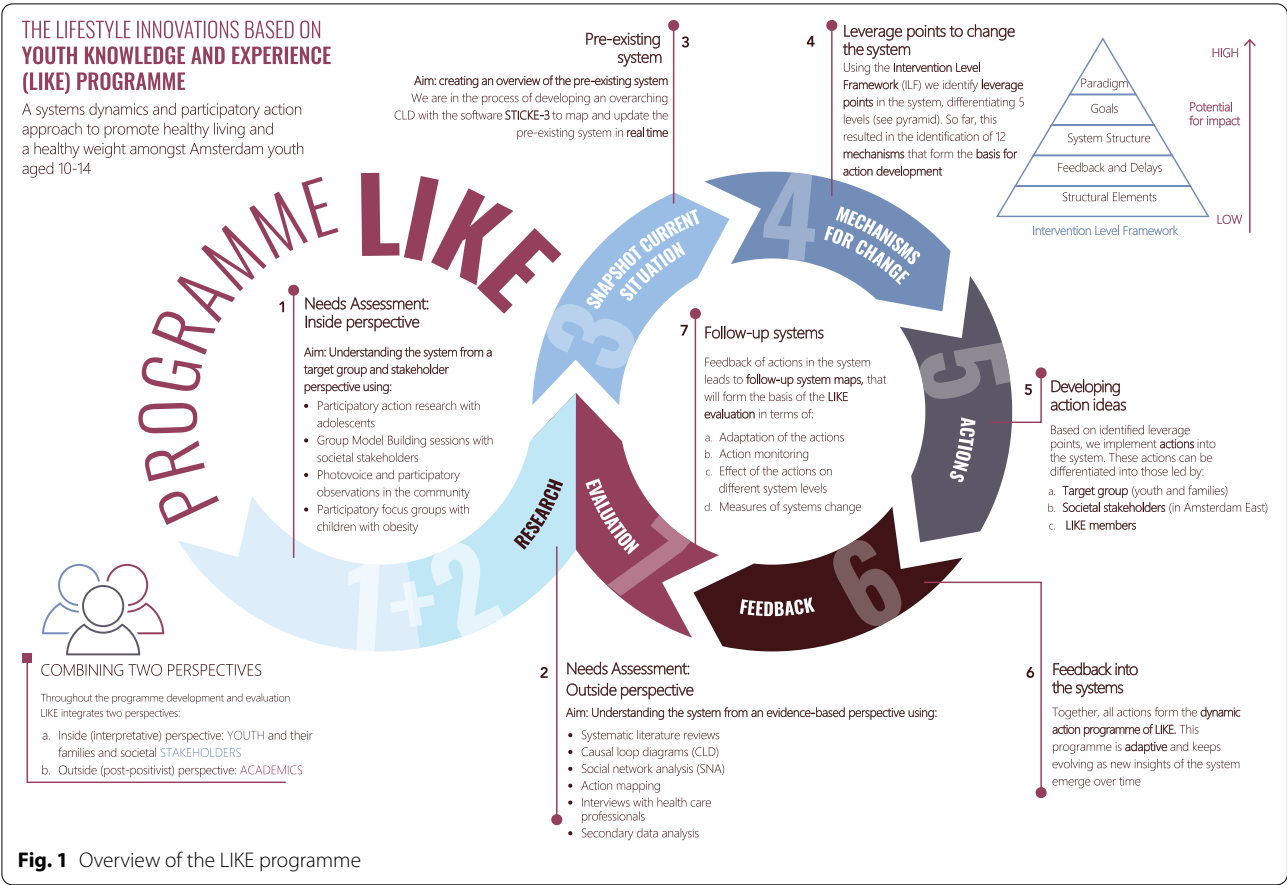 THE LIFESTYLE INNOVATIONS BASED ON
YOUTH KNOWLEDGE AND EXPERIENCE
(LIKE) PROGRAMME
A systems dynamics and participatory action
approach to promote healthy living and
a healthy weight amongst Amsterdam youth
aged 10-14
PROGRAMME LIKE
1
Needs Assessment:
Inside perspective
Aim: Understanding the system from a
target group and stakeholder
perspective using:
• Participatory action research with
adolescents
• Group Model Building sessions with
societal stakeholders
• Photovoice and participatory
observations in the community
• Participatory focus groups with
children with obesity
3
Pre-existing
system
Aim: creating an overview of the pre-existing system
We are in the process of developing an overarching
CLD with the software STICKE-3 to map and update the
pre-existing system in real time
4
Leverage points to change
the system
Using the Intervention Level
Framework (ILF) we identify leverage
points in the system, differentiating 5
levels (see pyramid). So far, this
resulted in the identification of 12
mechanisms that form the basis for
action development
Paradigm
Goals
System Structure
Feedback and Delays
Structural Elements
Intervention Level Framework
HIGH
Potential
for impact
LOW
1+2
RESEARCH
3
SNAPSHOT CURRENT
SITUATION
4
MECHANISMS
FOR CHANGE
5
ACTIONS
6
FEEDBACK
7
EVALUATION
7
Follow-up systems
Feedback of actions in the system
leads to follow-up system maps, that
will form the basis of the LIKE
evaluation in terms of:
a. Adaptation of the actions
b. Action monitoring
c. Effect of the actions on
different system levels
d. Measures of systems change
5
Developing
action ideas
Based on identified leverage
points, we implement actions into
the system. These actions can be
differentiated into those led by:
a. Target group (youth and families)
b. Societal stakeholders (in Amsterdam East)
c. LIKE members
COMBINING TWO PERSPECTIVES
Throughout the programme development and evaluation
LIKE integrates two perspectives:
a. Inside (interpretative) perspective: YOUTH and their
families and societal STAKEHOLDERS
b. Outside (post-positivist) perspective: ACADEMICS
2
Needs Assessment:
Outside perspective
Aim: Understanding the system from an evidence-based perspective using:
• Systematic literature reviews
• Causal loop diagrams (CLD)
• Social network analysis (SNA)
• Action mapping
• Interviews with health care
professionals
• Secondary data analysis
6
Feedback into
the systems
Together, all actions form the dynamic
action programme of LIKE. This
programme is adaptive and keeps
evolving as new insights of the system
emerge over time
Fig. 1 Overview of the LIKE programme